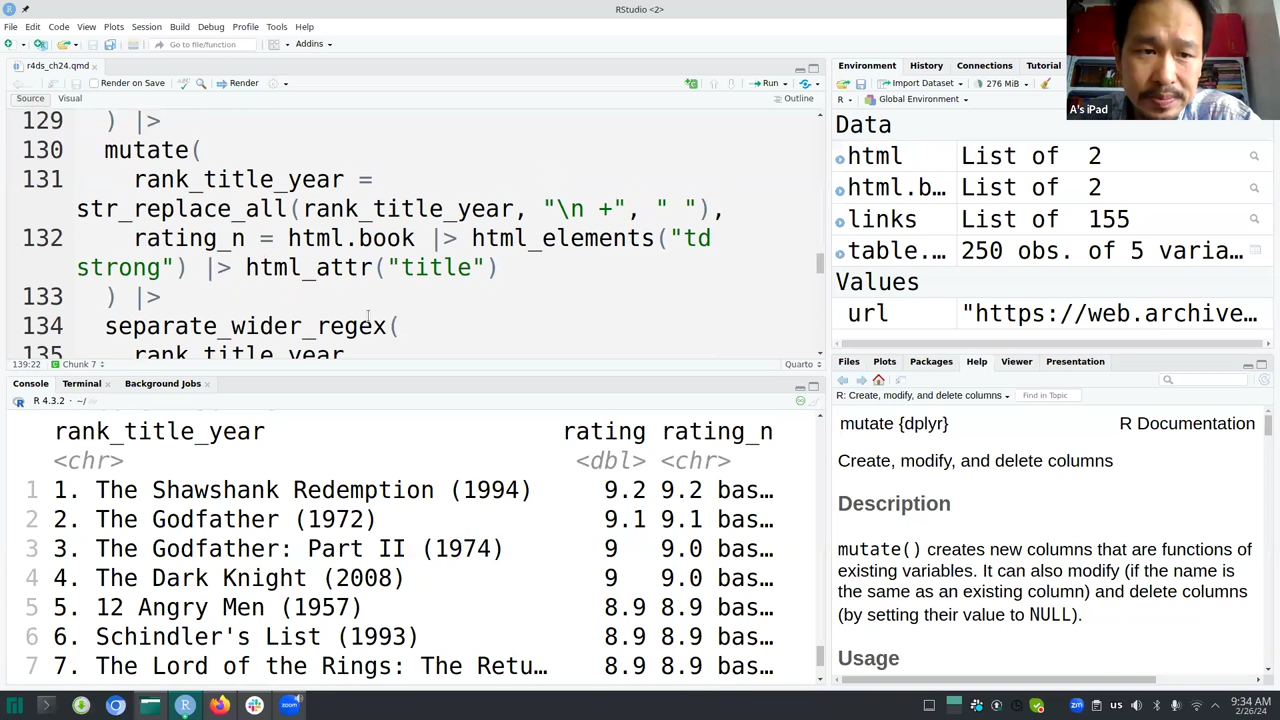 RStudio <2>
File Edit Code View Plots Session Build Debug Profile Tools Help
Go to file/function Addins
r4ds_ch24.qmd
Render on Save Render Run
Source Visual Outline
129 ) |>
130 mutate(
131 rank_title_year =
str_replace_all(rank_title_year, "\n +", " "),
132 rating_n = html.book |> html_elements("td
strong") |> html_attr("title")
133 ) |>
134 separate_wider_regex(
135 rank_title_year
139:22 Chunk 7 Quarto
Console Terminal Background Jobs
R 4.3.2 · ~/
rank_title_year rating rating_n
<chr> <dbl> <chr>
1 1. The Shawshank Redemption (1994) 9.2 9.2 bas…
2 2. The Godfather (1972) 9.1 9.1 bas…
3 3. The Godfather: Part II (1974) 9 9.0 bas…
4 4. The Dark Knight (2008) 9 9.0 bas…
5 5. 12 Angry Men (1957) 8.9 8.9 bas…
6 6. Schindler's List (1993) 8.9 8.9 bas…
7 7. The Lord of the Rings: The Retu… 8.9 8.9 bas…
Environment History Connections Tutorial
Import Dataset 276 MiB
R Global Environment
Data
html List of 2
html.b… List of 2
links List of 155
table.… 250 obs. of 5 varia…
Values
url "https://web.archive…
Files Plots Packages Help Viewer Presentation
R: Create, modify, and delete columns Find in Topic
mutate {dplyr} R Documentation
Create, modify, and delete columns
Description
mutate() creates new columns that are functions of
existing variables. It can also modify (if the name is
the same as an existing column) and delete columns
(by setting their value to NULL).
Usage
A's iPad
us 9:34 AM
2/26/24